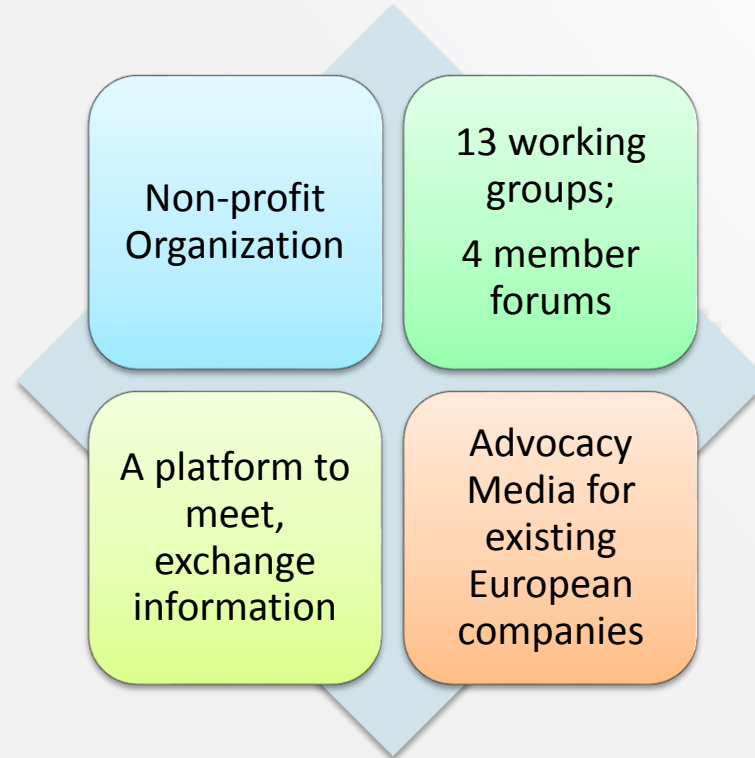 Non-profit
Organization
13 working
groups;
4 member
forums
A platform to
meet,
exchange
information
Advocacy
Media for
existing
European
companies